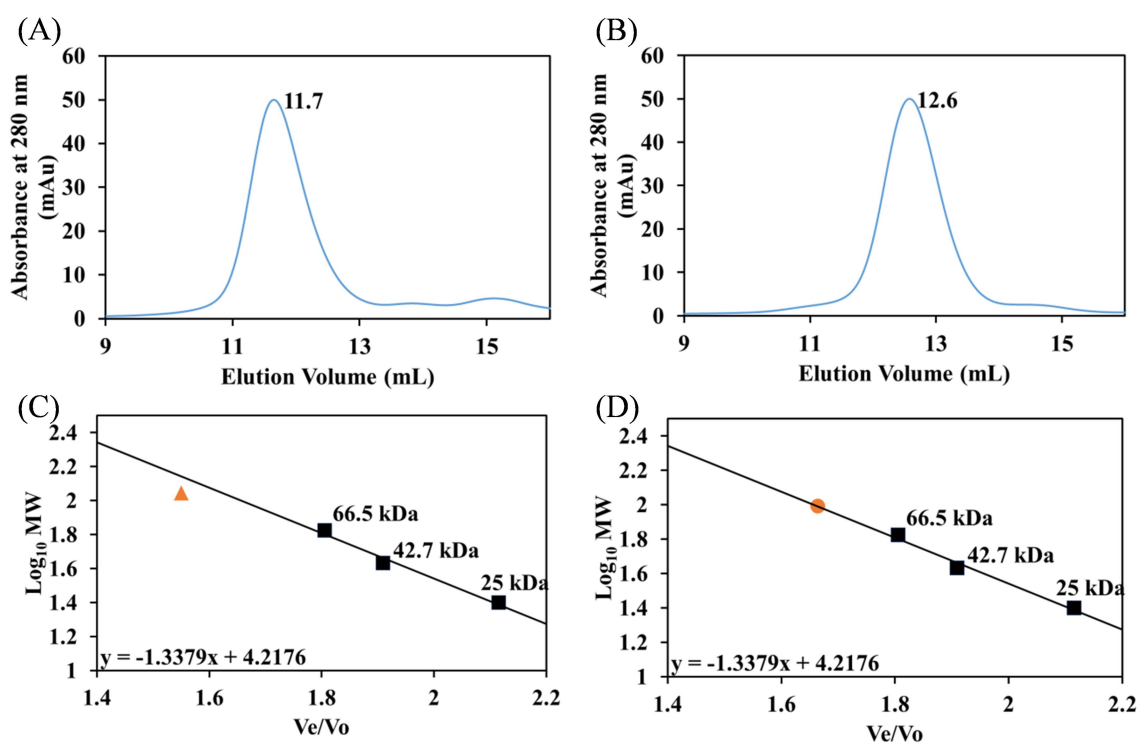 (A)
60
50
40
30
20
10
0
11.7
9
11
13
15
Absorbance at 280 nm
(mAu)
Elution Volume (mL)
(B)
60
50
40
30
20
10
0
12.6
9
11
13
15
Absorbance at 280 nm
(mAu)
Elution Volume (mL)
(C)
2.4
2.2
2
1.8
1.6
1.4
1.2
1
66.5 kDa
42.7 kDa
25 kDa
y = -1.3379x + 4.2176
1.4
1.6
1.8
2
2.2
Log10 MW
Ve/Vo
(D)
2.4
2.2
2
1.8
1.6
1.4
1.2
1
66.5 kDa
42.7 kDa
25 kDa
y = -1.3379x + 4.2176
1.4
1.6
1.8
2
2.2
Log10 MW
Ve/Vo